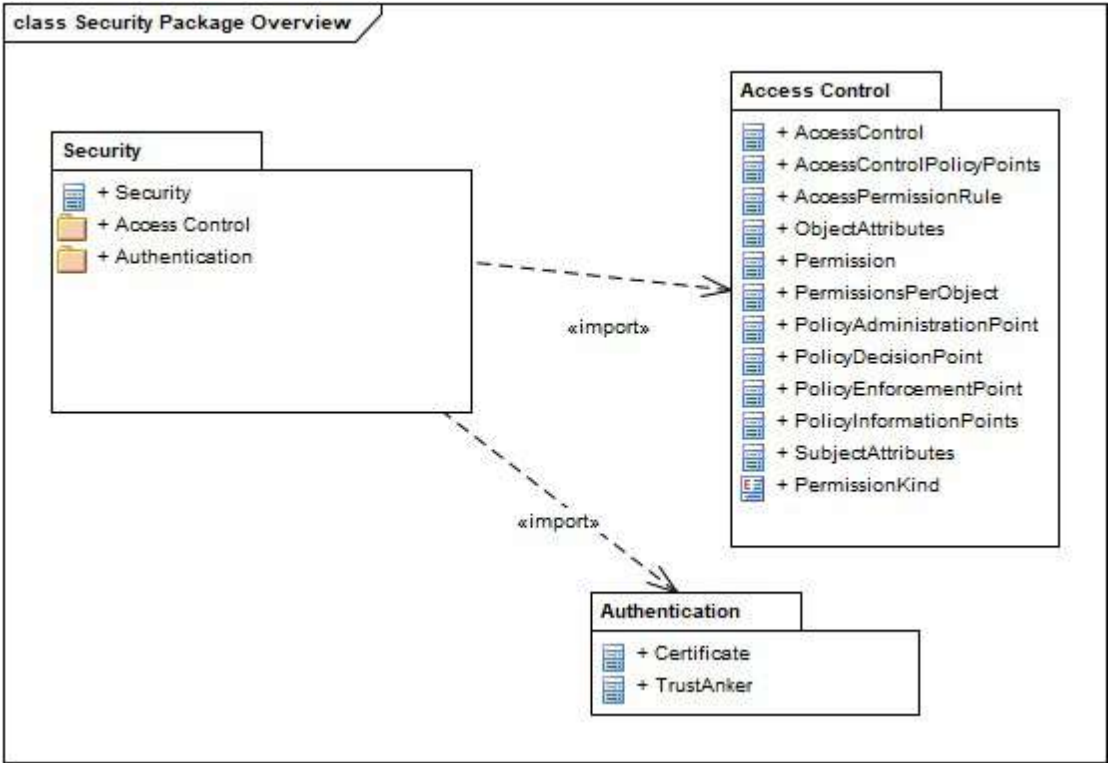 class Security Package Overview
Security
+ Security
+ Access Control
+ Authentication
«import»
«import»
Access Control
+ AccessControl
+ AccessControlPolicyPoints
+ AccessPermissionRule
+ ObjectAttributes
+ Permission
+ PermissionsPerObject
+ PolicyAdministrationPoint
+ PolicyDecisionPoint
+ PolicyEnforcementPoint
+ PolicyInformationPoints
+ SubjectAttributes
+ PermissionKind
Authentication
+ Certificate
+ TrustAnker